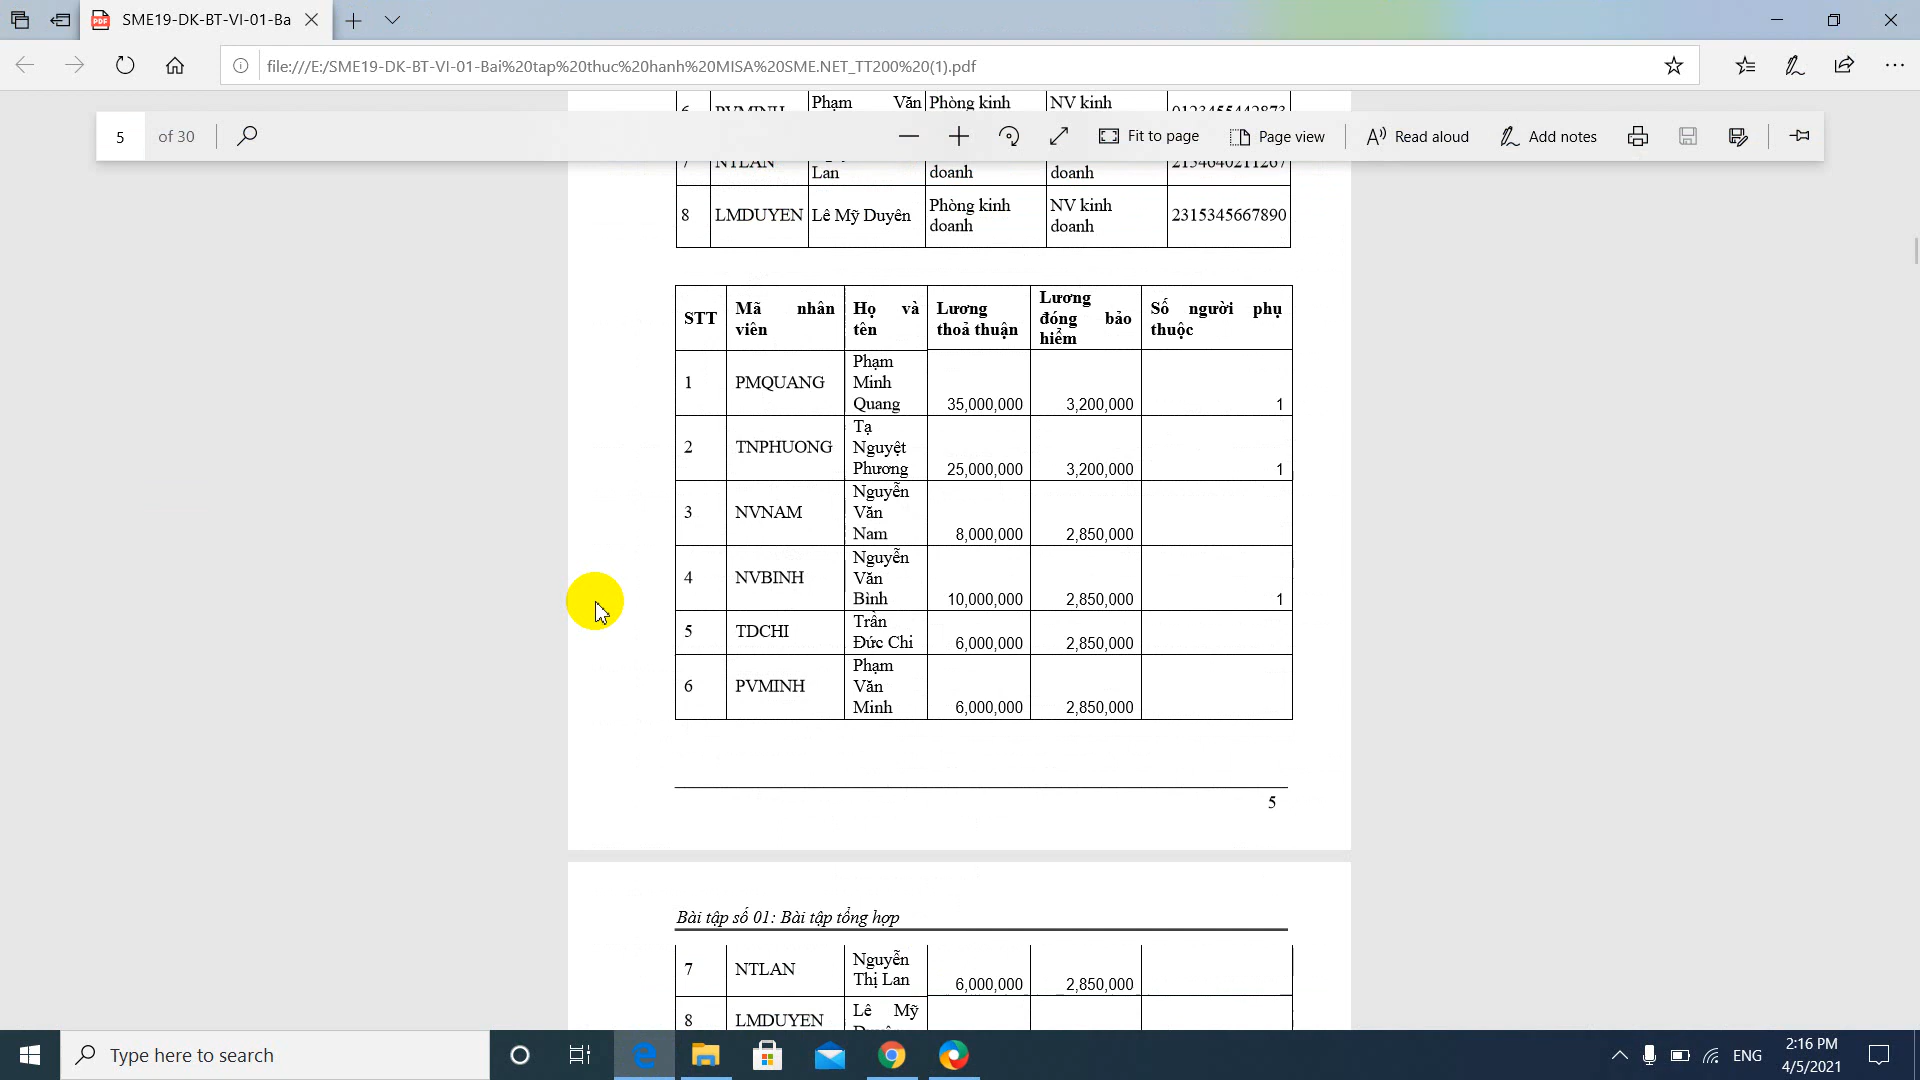 SME19-DK-BT-VI-01-Ba
file:///E:/SME19-DK-BT-VI-01-Bai%20tap%20thuc%20hanh%20MISA%20SME.NET_TT200%20(1).pdf
Phạm Văn Phòng kinh NV kinh
5 of 30 Fit to page Page view Read aloud Add notes
Lan doanh doanh
8 LMDUYEN Lê Mỹ Duyên Phòng kinh doanh NV kinh doanh 2315345667890
STT Mã nhân viên Họ và tên Lương thoả thuận Lương đóng bảo hiểm Số người phụ thuộc
1 PMQUANG Phạm Minh Quang 35,000,000 3,200,000 1
2 TNPHUONG Tạ Nguyệt Phương 25,000,000 3,200,000 1
3 NVNAM Nguyễn Văn Nam 8,000,000 2,850,000
4 NVBINH Nguyễn Văn Bình 10,000,000 2,850,000 1
5 TDCHI Trần Đức Chi 6,000,000 2,850,000
6 PVMINH Phạm Văn Minh 6,000,000 2,850,000
5
Bài tập số 01: Bài tập tổng hợp
7 NTLAN Nguyễn Thị Lan 6,000,000 2,850,000
8 LMDUYEN Lê Mỹ
Type here to search
ENG
2:16 PM
4/5/2021